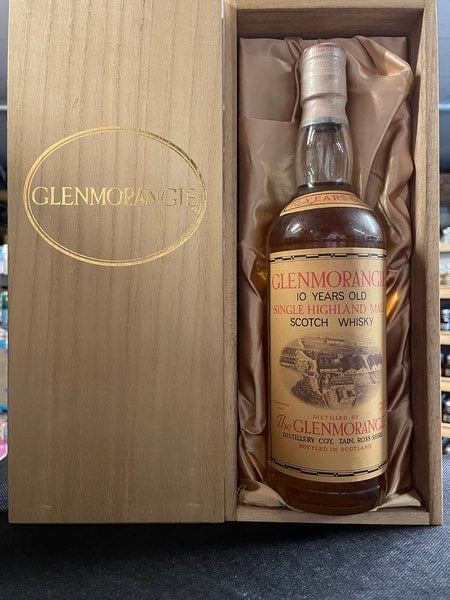 GLENMORANGIE
YEARS
GLENMORANGIE
10 YEARS OLD
SINGLE HIGHLAND MAL
SCOTCH WHISKY
DISTILLED BY
The GLENMORANGIE
DISTILLERY COY, TAIN, ROSS-SHIRE
BOTTLED IN SCOTLAND